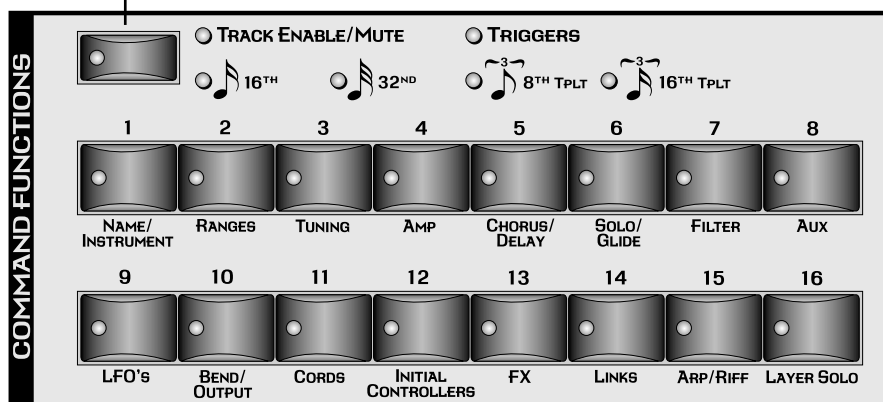 COMMAND FUNCTIONS
TRACK ENABLE/MUTE TRIGGERS
16TH 32ND 3 8TH TPLT 3 16TH TPLT
1 2 3 4 5 6 7 8
NAME/ RANGES TUNING AMP CHORUS/ SOLO/ FILTER AUX
INSTRUMENT DELAY GLIDE
9 10 11 12 13 14 15 16
LFO'S BEND/ CORDS INITIAL FX LINKS ARP/RIFF LAYER SOLO
OUTPUT CONTROLLERS